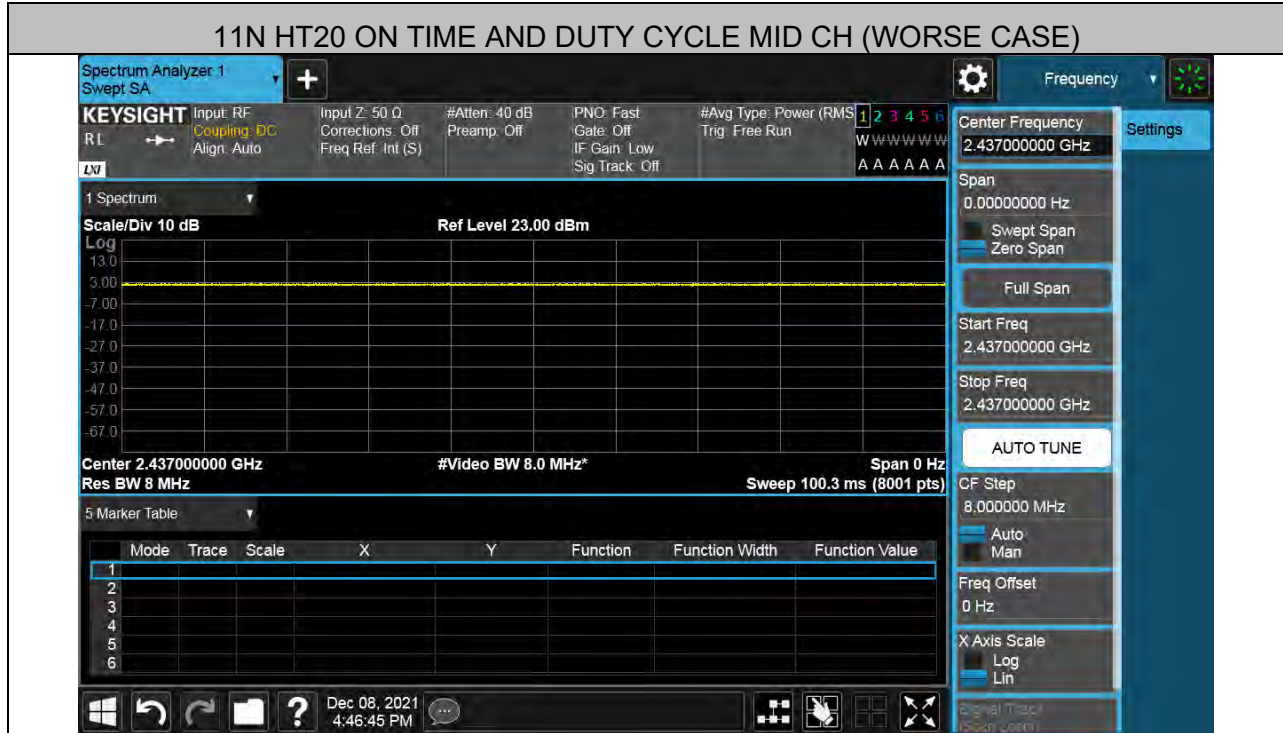 11N HT20 ON TIME AND DUTY CYCLE MID CH (WORSE CASE)
Spectrum Analyzer 1
Swept SA
Frequency
KEYSIGHT
RL
LXI
Input: RF
Coupling: DC
Align: Auto
Input Z: 50 Ω
Corrections: Off
Freq Ref: Int (S)
#Atten: 40 dB
Preamp: Off
PNO: Fast
Gate: Off
IF Gain: Low
Sig Track: Off
#Avg Type: Power (RMS
Trig: Free Run
1 2 3 4 5 6
W W W W W W
A A A A A A
Center Frequency
2.437000000 GHz
Settings
Span
0.00000000 Hz
Swept Span
Zero Span
Full Span
Start Freq
2.437000000 GHz
Stop Freq
2.437000000 GHz
AUTO TUNE
CF Step
8.000000 MHz
Auto
Man
Freq Offset
0 Hz
X Axis Scale
Log
Lin
1 Spectrum
Scale/Div 10 dB
Ref Level 23.00 dBm
Log
13.0
3.00
-7.00
-17.0
-27.0
-37.0
-47.0
-57.0
-67.0
Center 2.437000000 GHz
#Video BW 8.0 MHz*
Span 0 Hz
Res BW 8 MHz
Sweep 100.3 ms (8001 pts)
5 Marker Table
Mode Trace Scale X Y Function Function Width Function Value
1
2
3
4
5
6
?
Dec 08, 2021
4:46:45 PM